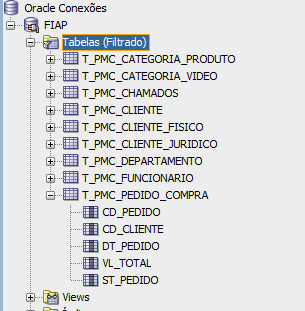 Oracle Conexões
FIAP
Tabelas (Filtrado)
T_PMC_CATEGORIA_PRODUTO
T_PMC_CATEGORIA_VIDEO
T_PMC_CHAMADOS
T_PMC_CLIENTE
T_PMC_CLIENTE_FISICO
T_PMC_CLIENTE_JURIDICO
T_PMC_DEPARTAMENTO
T_PMC_FUNCIONARIO
T_PMC_PEDIDO_COMPRA
CD_PEDIDO
CD_CLIENTE
DT_PEDIDO
VL_TOTAL
ST_PEDIDO
Views